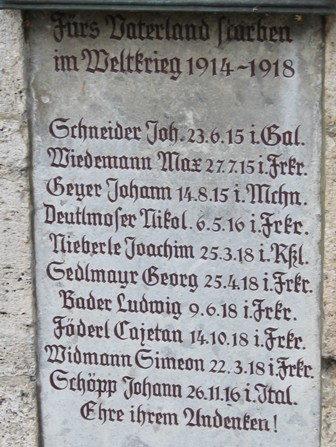 Fürs Vaterland starben
im Weltkrieg 1914-1918
Schneider Joh. 23.6.15 i. Gal.
Wiedemann Max 27.7.15 i. Frkr.
Geyer Johann 14.8.15 i. Mchn.
Deutlmoser Nikol. 6.5.16 i. Frkr.
Nieberle Joachim 25.3.18 i. Rßl.
Sedlmayr Georg 25.4.18 i. Frkr.
Bader Ludwig 9.6.18 i. Frkr.
Föderl Cajetan 14.10.18 i. Frkr.
Widmann Simeon 22.3.18 i. Frkr.
Schöpp Johann 26.11.16 i. Ital.
Ehre ihrem Andenken!